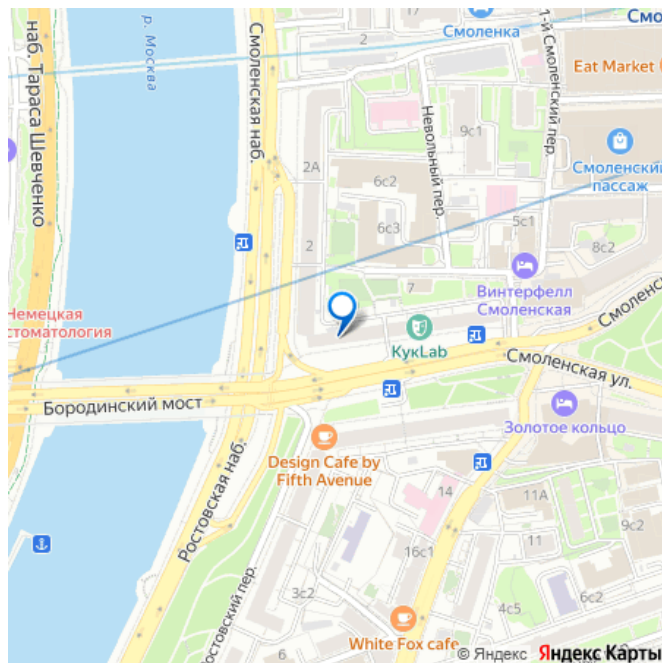 Смо
Смоленка
р. Москва
Смоленская наб.
1-й Смоленский пер.
Eat Market
наб. Тараса Шевченко
Невольный пер.
9с1
2А
6с2
Смоленский
пассаж
6с3
5с1
2
8с2
7
Винтерфелл
Смоленская
Немецкая
стоматология
КукLab
Смоленск
Смоленская ул.
Бородинский мост
Золотое кольцо
Design Cafe by
Fifth Avenue
Ростовская наб.
14
11А
11
9с2
16с1
3с2
4с5
6с2
остовский пер.
White Fox cafe
6
© Яндекс Яндекс Карты